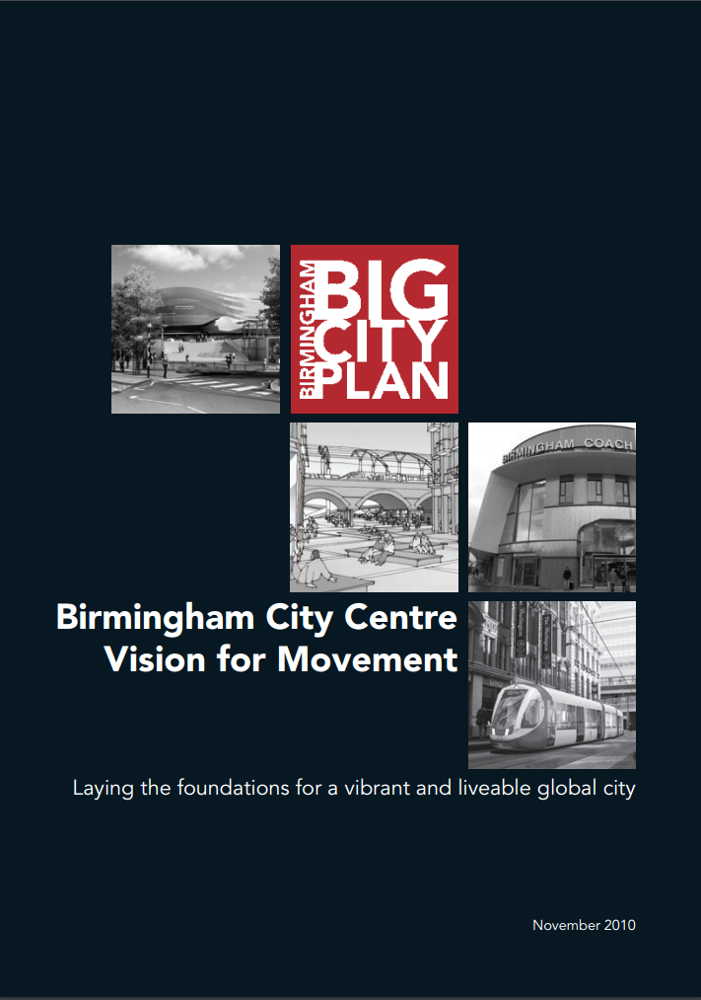 BIRMINGHAM
BIG
CITY
PLAN
BIRMINGHAM COACH
Birmingham City Centre
Vision for Movement
Laying the foundations for a vibrant and liveable global city
November 2010